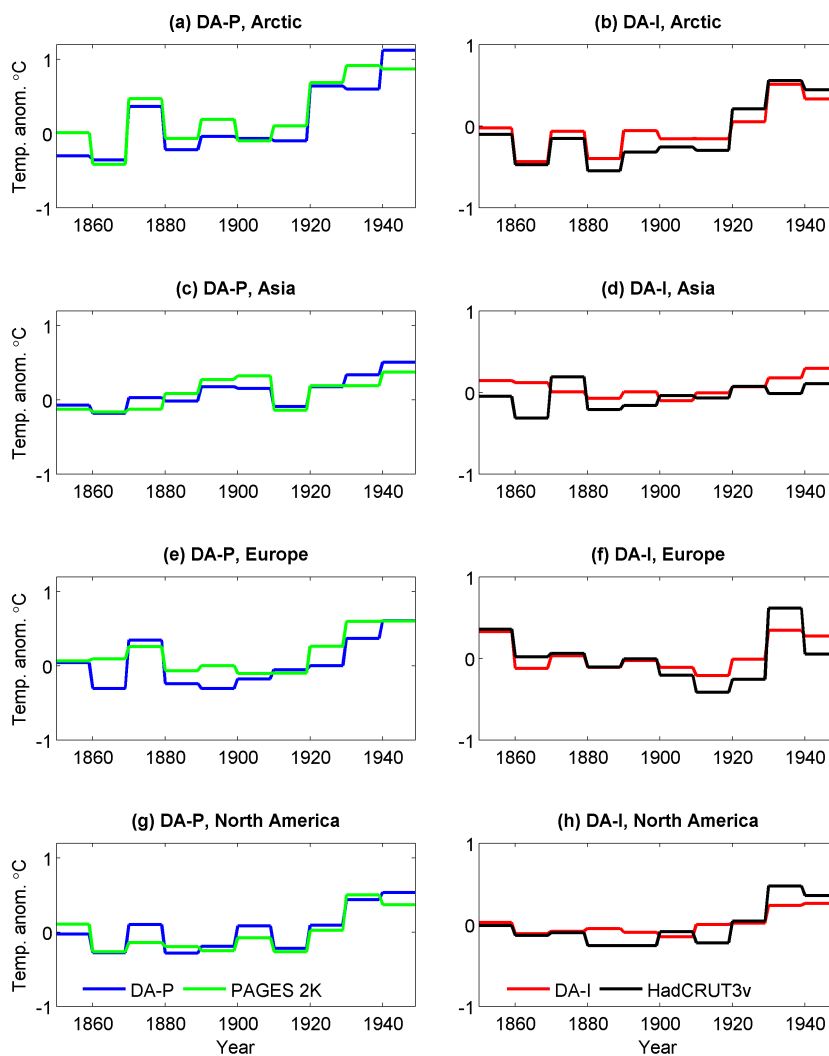 (a) DA-P, Arctic
(b) DA-I, Arctic
Temp. anom. °C
1
0
-1
1860 1880 1900 1920 1940
1
0
-1
1860 1880 1900 1920 1940
(c) DA-P, Asia
(d) DA-I, Asia
Temp. anom. °C
1
0
-1
1860 1880 1900 1920 1940
1
0
-1
1860 1880 1900 1920 1940
(e) DA-P, Europe
(f) DA-I, Europe
Temp. anom. °C
1
0
-1
1860 1880 1900 1920 1940
1
0
-1
1860 1880 1900 1920 1940
(g) DA-P, North America
(h) DA-I, North America
Temp. anom. °C
1
0
-1
DA-P PAGES 2K
1860 1880 1900 1920 1940
Year
1
0
-1
DA-I HadCRUT3v
1860 1880 1900 1920 1940
Year